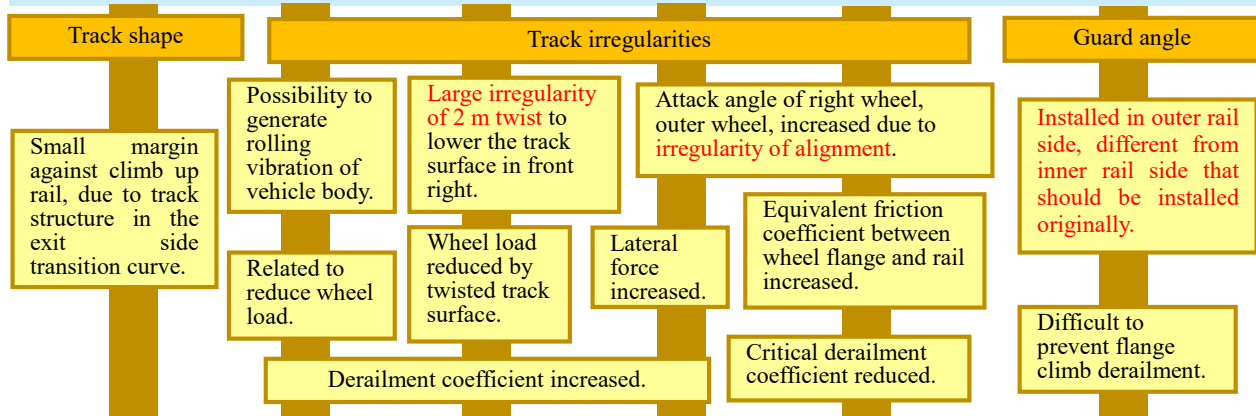 Track shape
Track irregularities
Guard angle
Small margin
against climb up
rail, due to track
structure in the
exit side
transition curve.
Possibility to
generate
rolling
vibration of
vehicle body.
Related to
reduce wheel
load.
Large irregularity
of 2 m twist to
lower the track
surface in front
right.
Wheel load
reduced by
twisted track
surface.
Attack angle of right wheel,
outer wheel, increased due to
irregularity of alignment.
Lateral
force
increased.
Equivalent friction
coefficient between
wheel flange and rail
increased.
Derailment coefficient increased.
Critical derailment
coefficient reduced.
Installed in outer rail
side, different from
inner rail side that
should be installed
originally.
Difficult to
prevent flange
climb derailment.